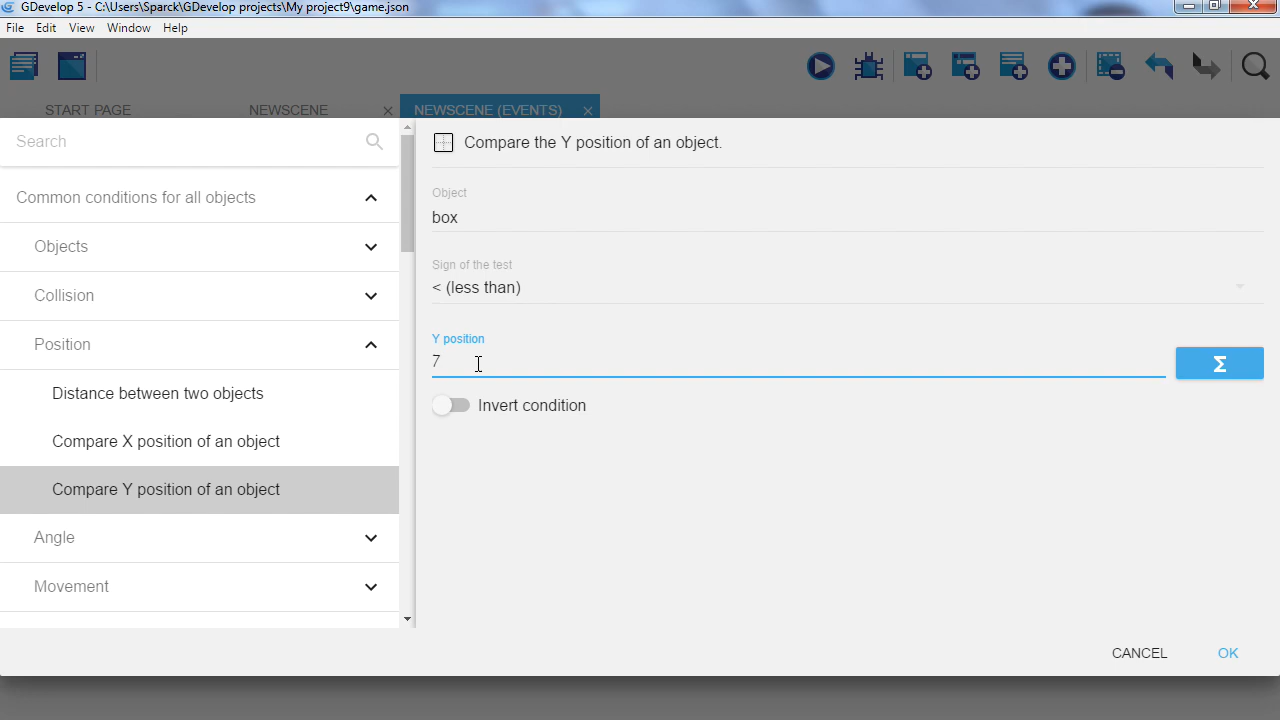 GDevelop 5 - C:\Users\Sparck\GDevelop projects\My project9\game.json
File Edit View Window Help
START PAGE NEWSCENE NEWSCENE (EVENTS)
Search
Common conditions for all objects
Objects
Collision
Position
Distance between two objects
Compare X position of an object
Compare Y position of an object
Angle
Movement
Compare the Y position of an object.
Object
box
Sign of the test
< (less than)
Y position
7
Σ
Invert condition
CANCEL OK